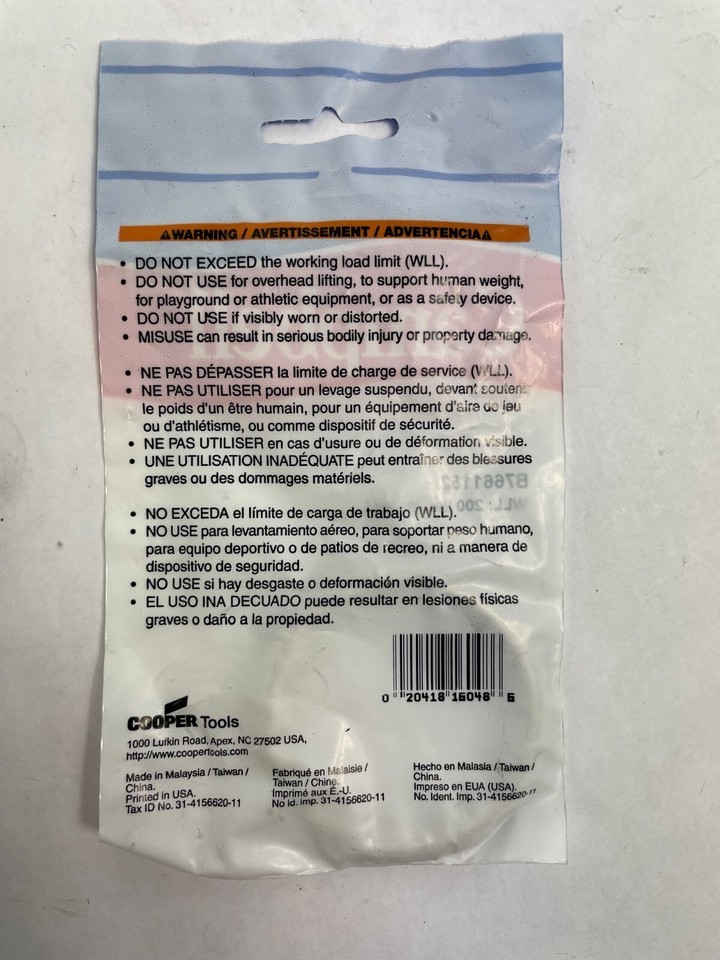 ⚠WARNING / AVERTISSEMENT / ADVERTENCIA⚠
• DO NOT EXCEED the working load limit (WLL).
• DO NOT USE for overhead lifting, to support human weight,
for playground or athletic equipment, or as a safety device.
• DO NOT USE if visibly worn or distorted.
• MISUSE can result in serious bodily injury or property damage.
• NE PAS DÉPASSER la limite de charge de service (WLL).
• NE PAS UTILISER pour un levage suspendu, devant soutenir
le poids d'un être humain, pour un équipement d'aire de jeu
ou d'athlétisme, ou comme dispositif de sécurité.
• NE PAS UTILISER en cas d'usure ou de déformation visible.
• UNE UTILISATION INADÉQUATE peut entraîner des blessures
graves ou des dommages matériels.
B7661152
WLL: 200
• NO EXCEDA el límite de carga de trabajo (WLL).
• NO USE para levantamiento aéreo, para soportar peso humano,
para equipo deportivo o de patios de recreo, ni a manera de
dispositivo de seguridad.
• NO USE si hay desgaste o deformación visible.
• EL USO INA DECUADO puede resultar en lesiones físicas
graves o daño a la propiedad.
0 20418 16048 6
COOPER Tools
1000 Lufkin Road, Apex, NC 27502 USA,
http://www.coopertools.com
Made in Malaysia / Taiwan /
China.
Printed in USA.
Tax ID No. 31-4156620-11
Fabriqué en Malaisie /
Taiwan / Chine.
Imprimé aux É.-U.
No Id. Imp. 31-4156620-11
Hecho en Malasia / Taiwan /
China.
Impreso en EUA (USA).
No. Ident. Imp. 31-4156620-11